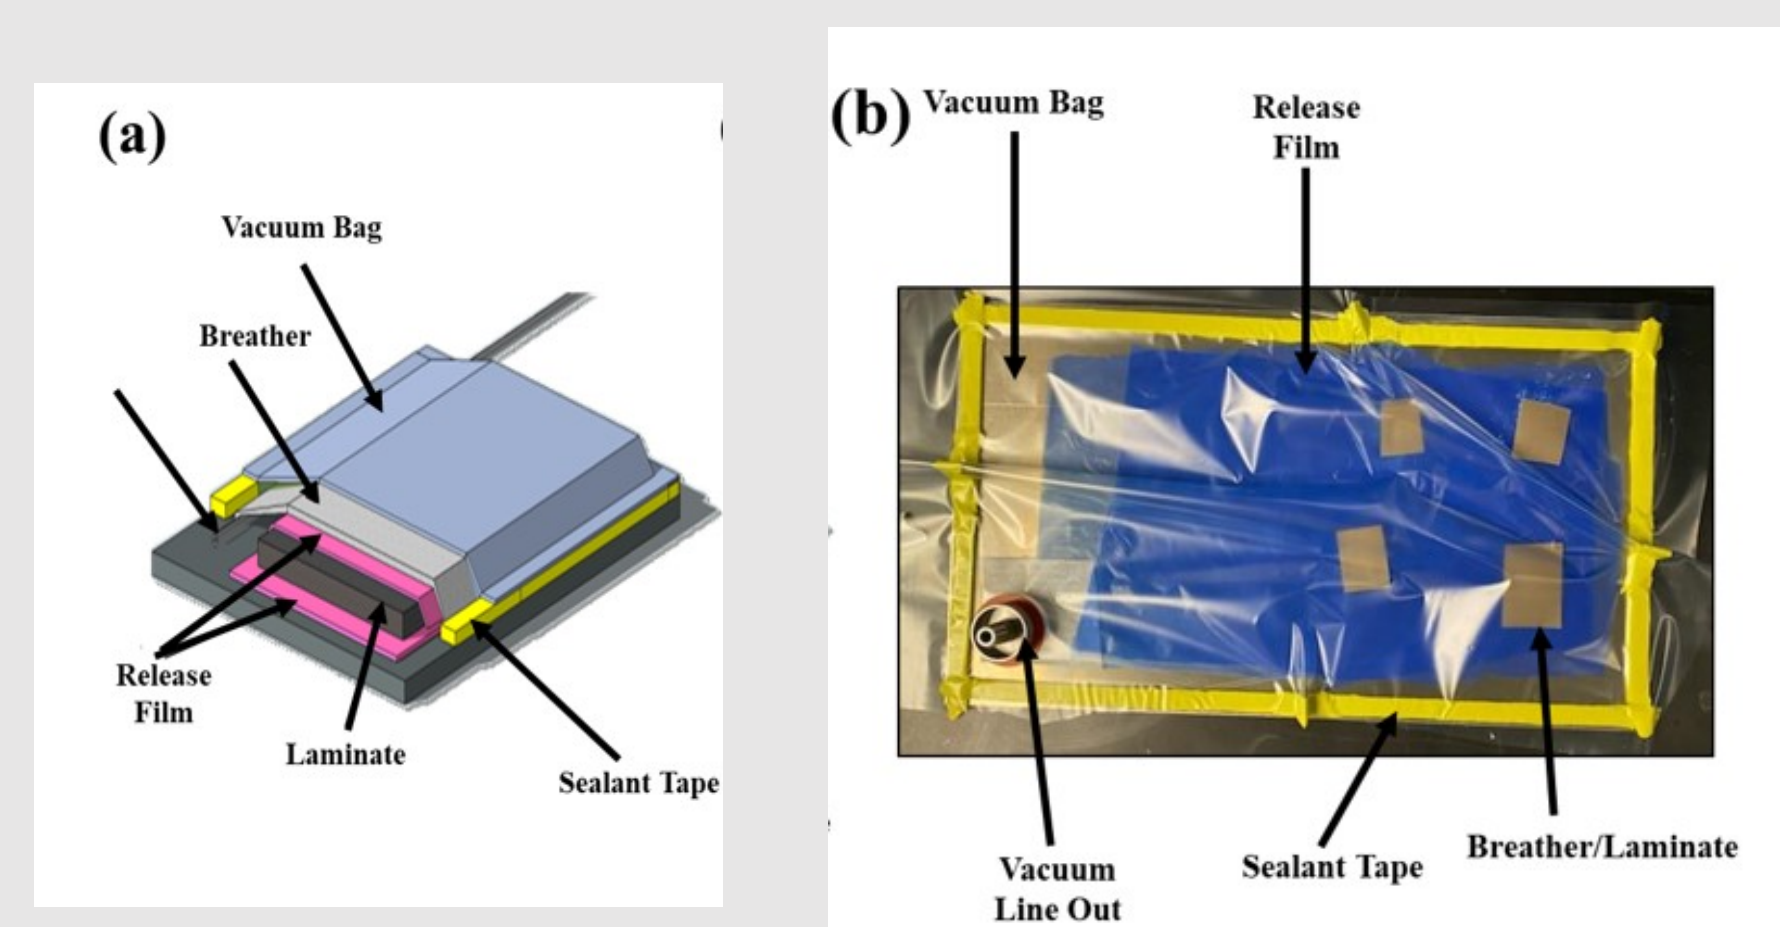 (a)
Vacuum Bag
Breather
Release
Film
Laminate
Sealant Tape
(b)
Vacuum Bag
Release
Film
Vacuum
Line Out
Sealant Tape
Breather/Laminate